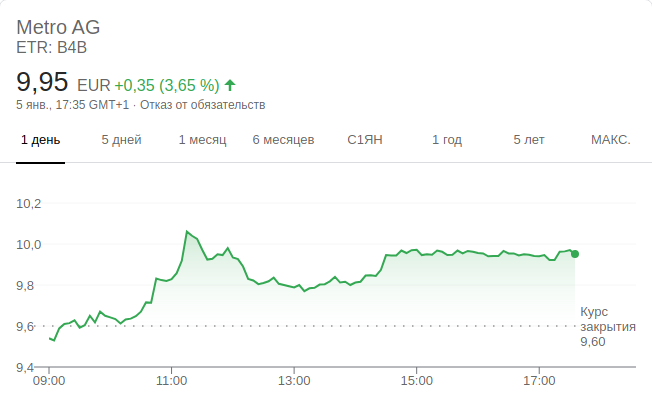 Metro AG
ETR: B4B
9,95 EUR +0,35 (3,65 %)
5 янв., 17:35 GMT+1 · Отказ от обязательств
1 день 5 дней 1 месяц 6 месяцев С1ЯН 1 год 5 лет МАКС.
10,2
10,0
9,8
9,6
9,4
Курс
закрытия
9,60
09:00 11:00 13:00 15:00 17:00